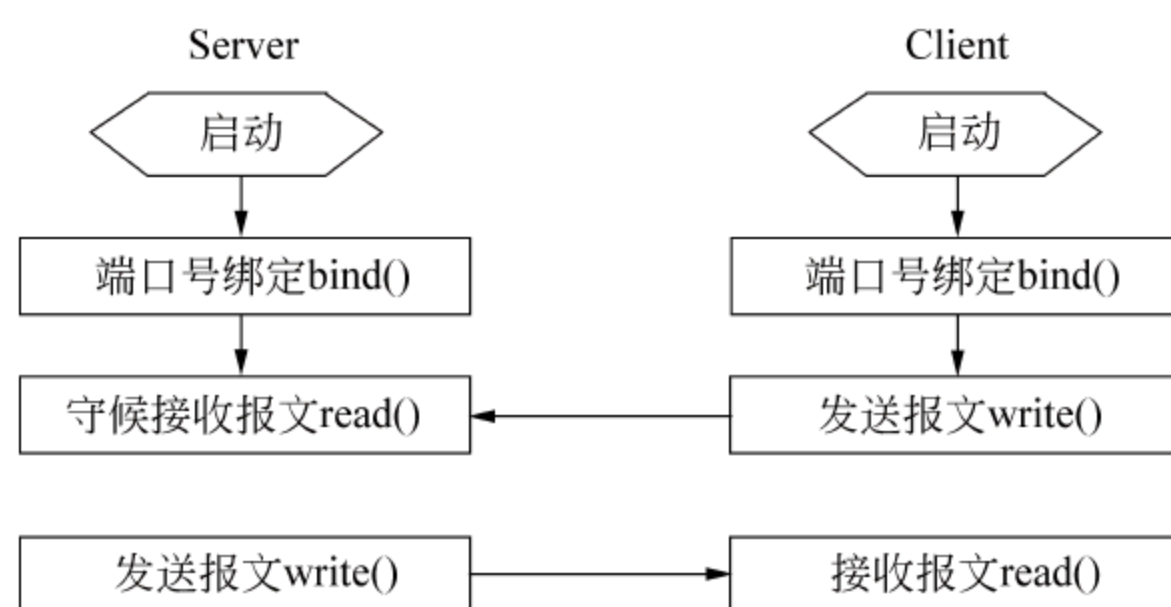 Server
Client
启动
启动
端口号绑定bind()
端口号绑定bind()
守候接收报文read()
发送报文write()
发送报文write()
接收报文read()